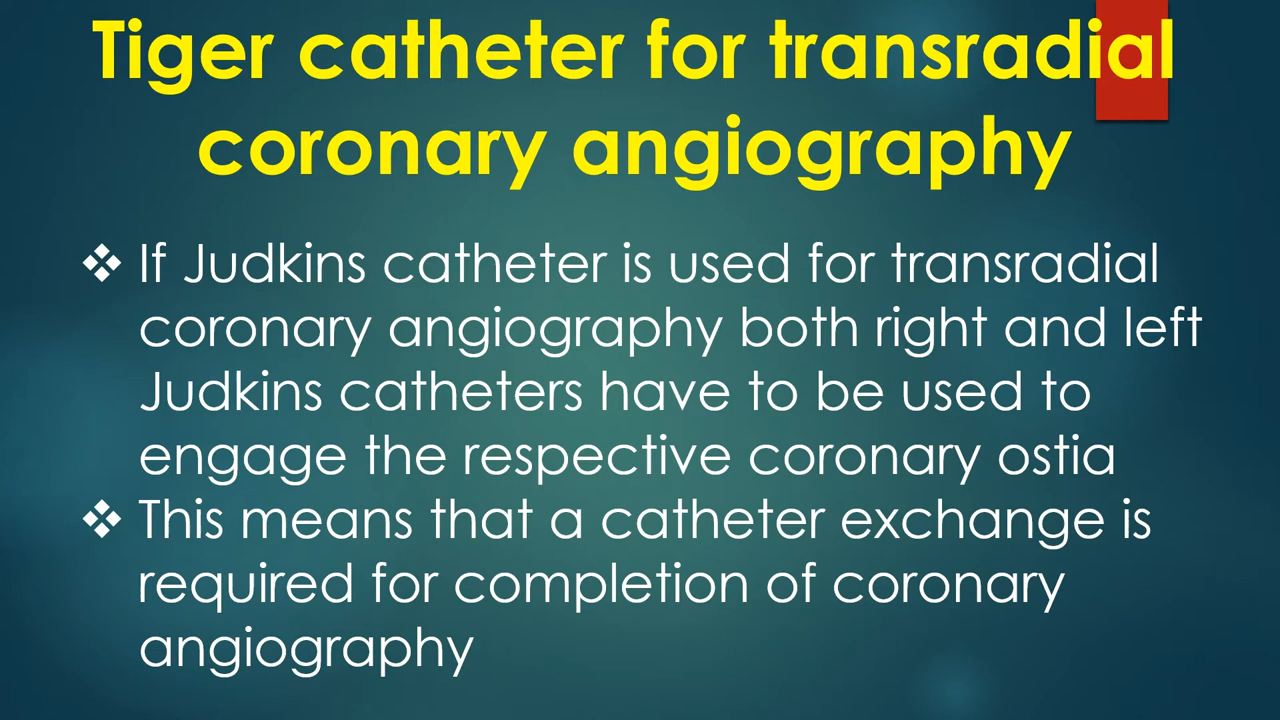 Tiger catheter for transradial
coronary angiography
❖ If Judkins catheter is used for transradial
coronary angiography both right and left
Judkins catheters have to be used to
engage the respective coronary ostia
❖ This means that a catheter exchange is
required for completion of coronary
angiography